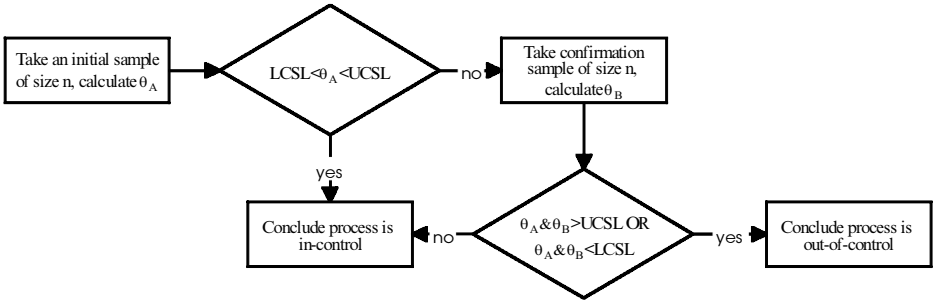 Take an initial sample
of size n, calculate θA
LCSL<θA<UCSL
no
Take confirmation
sample of size n,
calculate θB
yes
Conclude process is
in-control
no
θA&θB>UCSL OR
θA&θB<LCSL
yes
Conclude process is
out-of-control